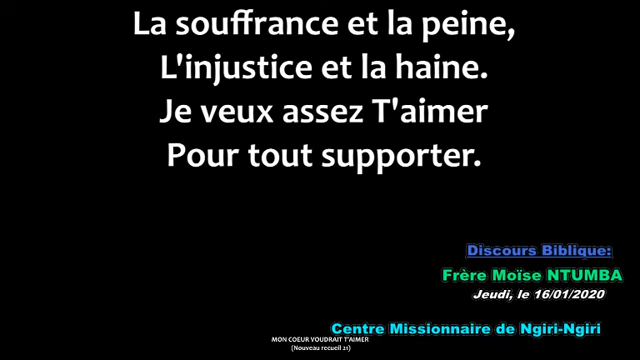 La souffrance et la peine,
L'injustice et la haine.
Je veux assez T'aimer
Pour tout supporter.
Discours Biblique:
Frère Moïse NTUMBA
Jeudi, le 16/01/2020
Centre Missionnaire de Ngiri-Ngiri
MON COEUR VOUDRAIT T'AIMER
(Nouveau recueil 21)